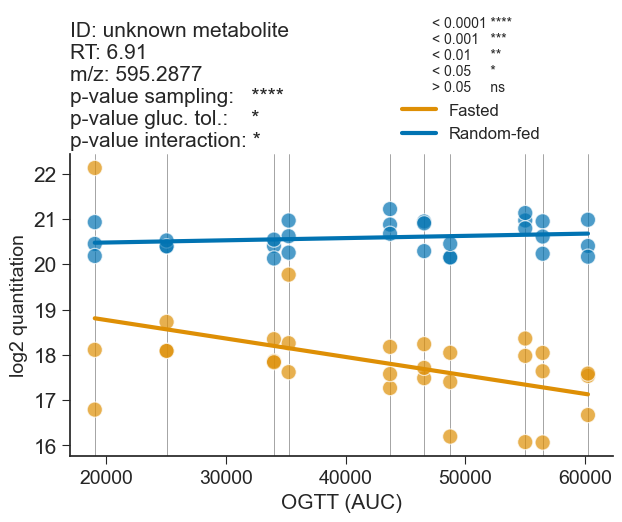 ID: unknown metabolite
RT: 6.91
m/z: 595.2877
p-value sampling: ****
p-value gluc. tol.: *
p-value interaction: *
< 0.0001 ****
< 0.001 ***
< 0.01 **
< 0.05 *
> 0.05 ns
Fasted
Random-fed
22
21
20
19
18
17
16
log2 quantitation
20000 30000 40000 50000 60000
OGTT (AUC)